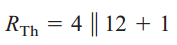 R_Th = 4 ∥ 12 + 1